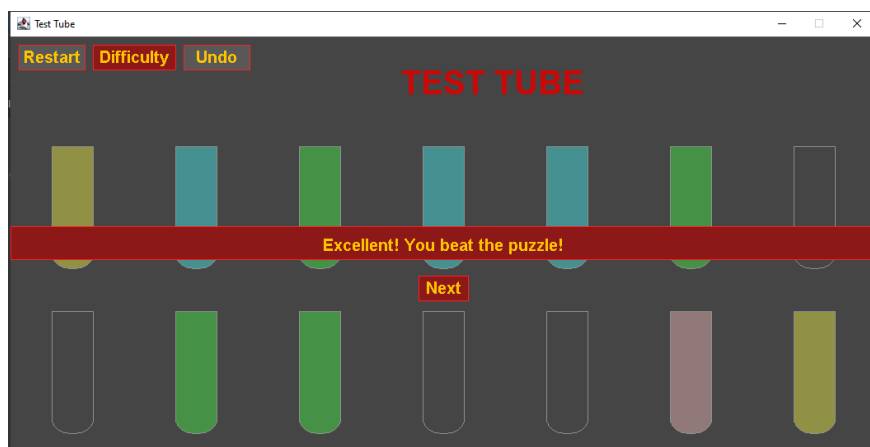 Test Tube
Restart Difficulty Undo
TEST TUBE
Excellent! You beat the puzzle!
Next